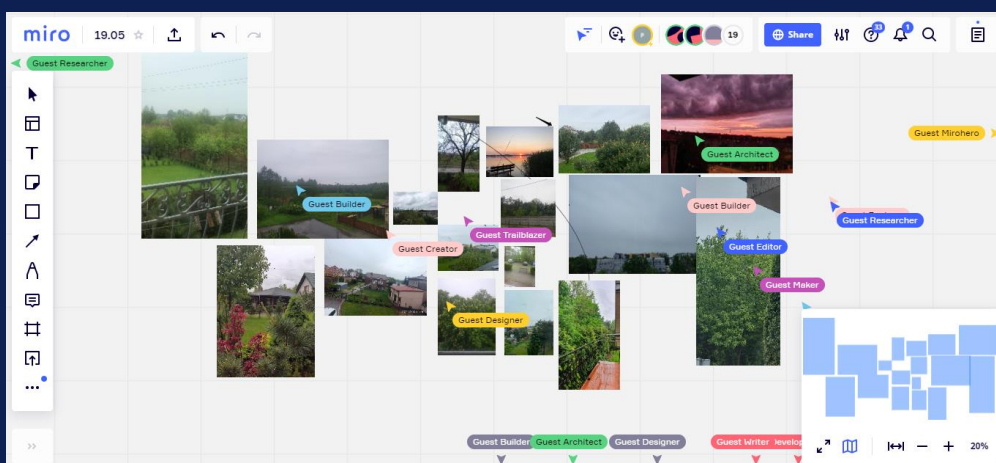 miro 19.05
P 19 Share 33 1
Guest Researcher
Guest Mirohero
Guest Architect
Guest Builder
Guest Builder
Guest Researcher
Guest Trailblazer
Guest Creator
Guest Editor
Guest Maker
Guest Designer
Guest Builder Guest Architect Guest Designer Guest Writer
20%